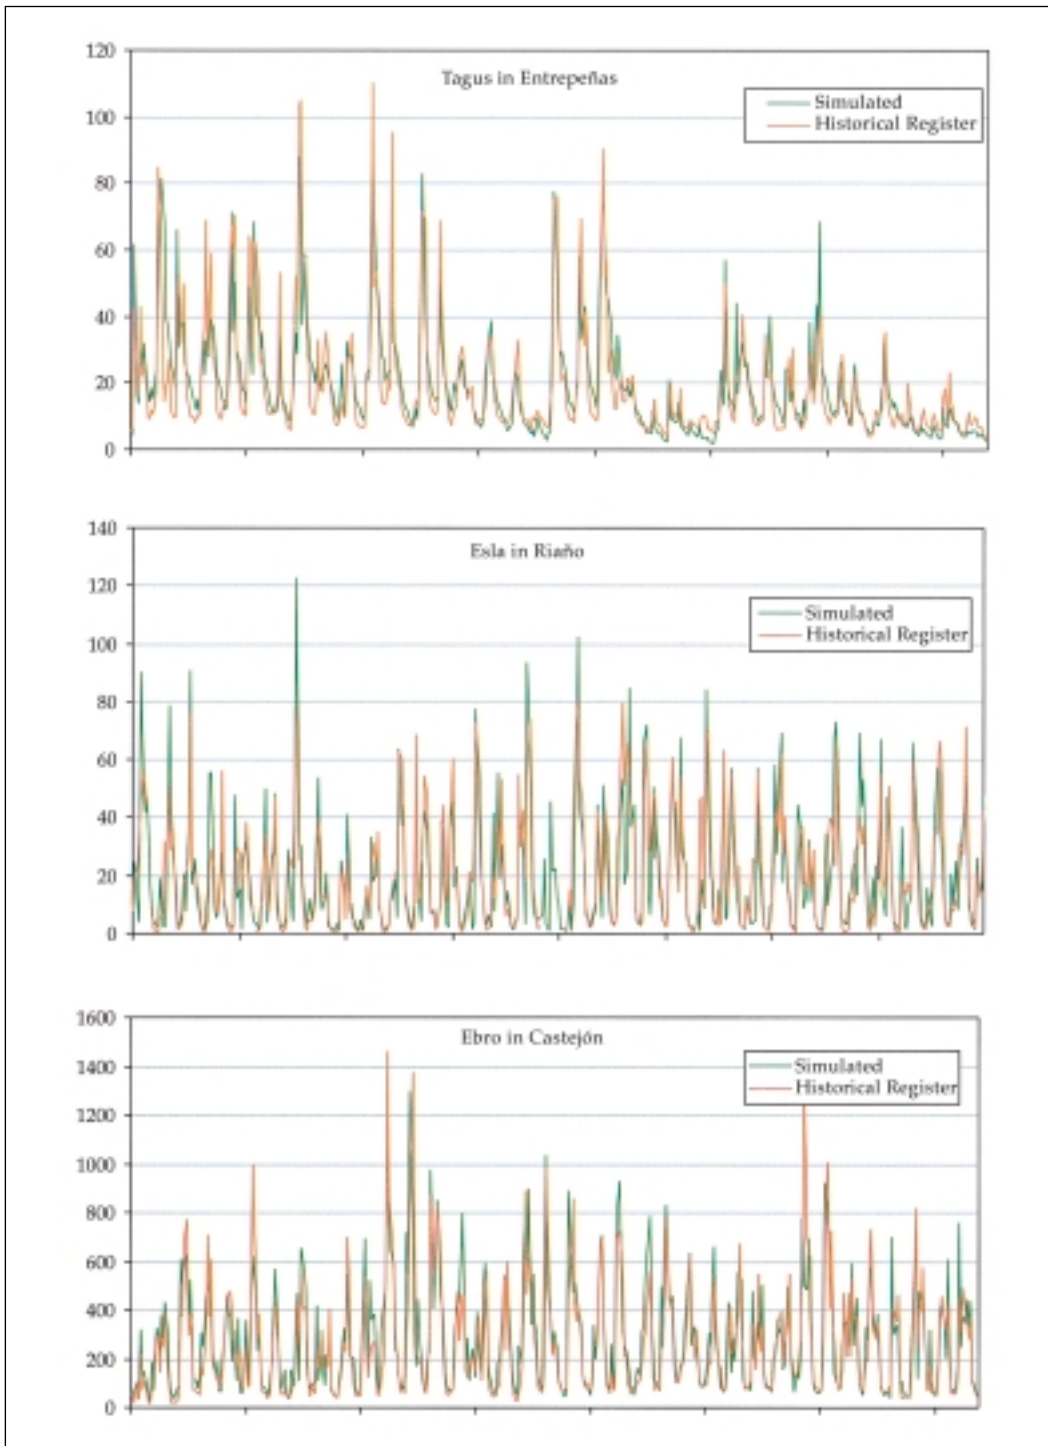 Tagus in Entrepeñas
Simulated
Historical Register
120
100
80
60
40
20
0
Esla in Riaño
Simulated
Historical Register
140
120
100
80
60
40
20
0
Ebro in Castejón
Simulated
Historical Register
1600
1400
1200
1000
800
600
400
200
0